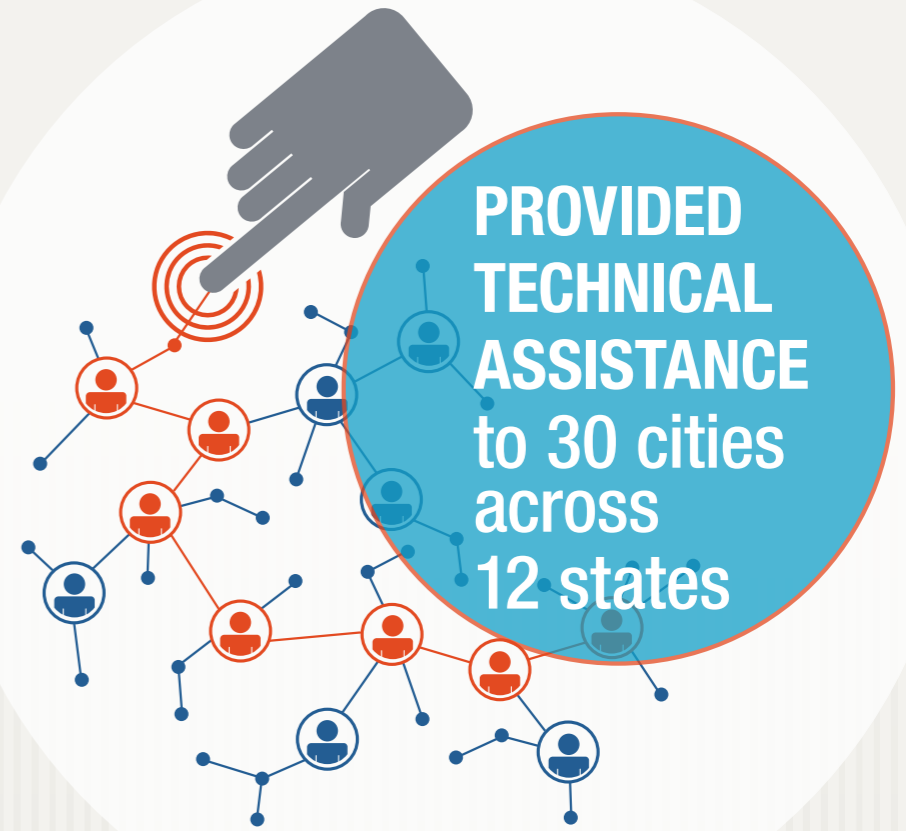 PROVIDED
TECHNICAL
ASSISTANCE
to 30 cities
across
12 states